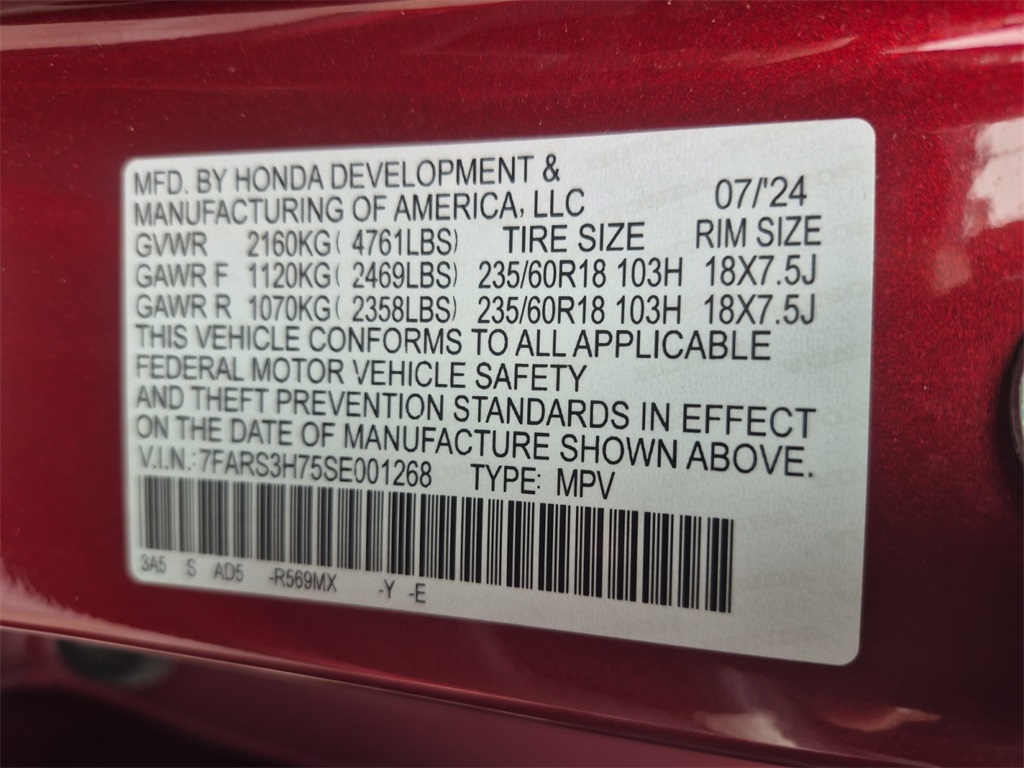 MFD. BY HONDA DEVELOPMENT &
MANUFACTURING OF AMERICA, LLC 07/'24
GVWR 2160KG( 4761LBS) TIRE SIZE RIM SIZE
GAWR F 1120KG( 2469LBS) 235/60R18 103H 18X7.5J
GAWR R 1070KG( 2358LBS) 235/60R18 103H 18X7.5J
THIS VEHICLE CONFORMS TO ALL APPLICABLE
FEDERAL MOTOR VEHICLE SAFETY
AND THEFT PREVENTION STANDARDS IN EFFECT
ON THE DATE OF MANUFACTURE SHOWN ABOVE.
V.I.N.:7FARS3H75SE001268 TYPE: MPV
3A5 S AD5 -R569MX -Y -E